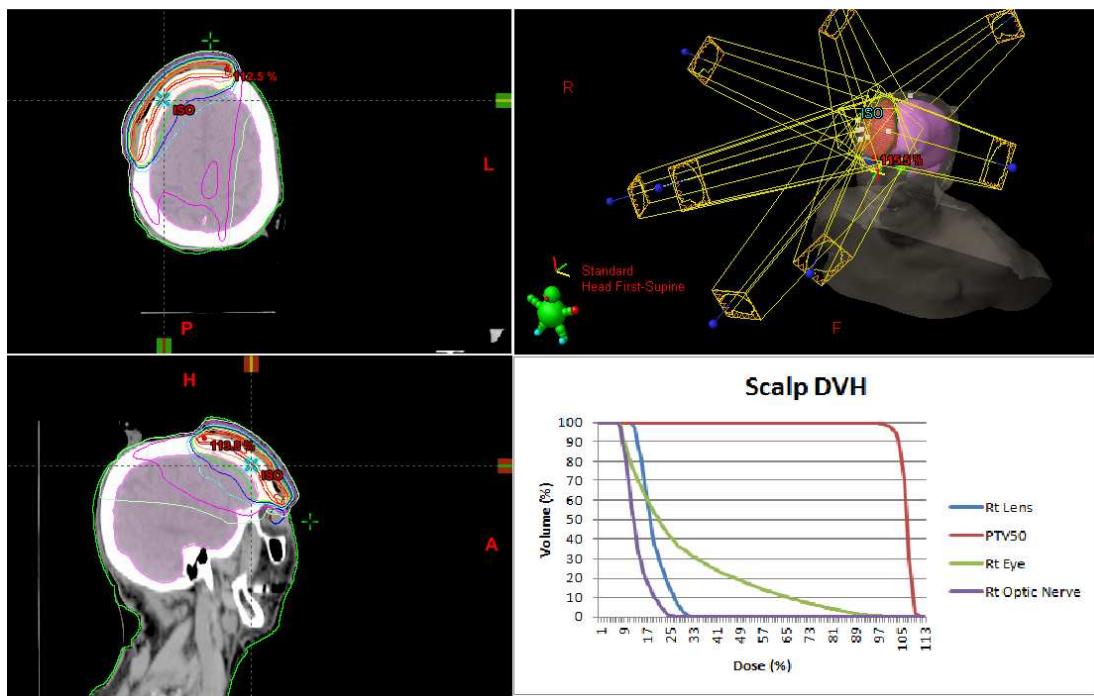 112.5 %
ISO
L
P
R
ISO
115.5 %
Standard
Head First-Supine
F
H
113.8 %
ISO
A
Scalp DVH
Volume (%)
100
90
80
70
60
50
40
30
20
10
0
1
9
17
25
33
41
49
57
65
73
81
89
97
105
113
Dose (%)
Rt Lens
PTV50
Rt Eye
Rt Optic Nerve